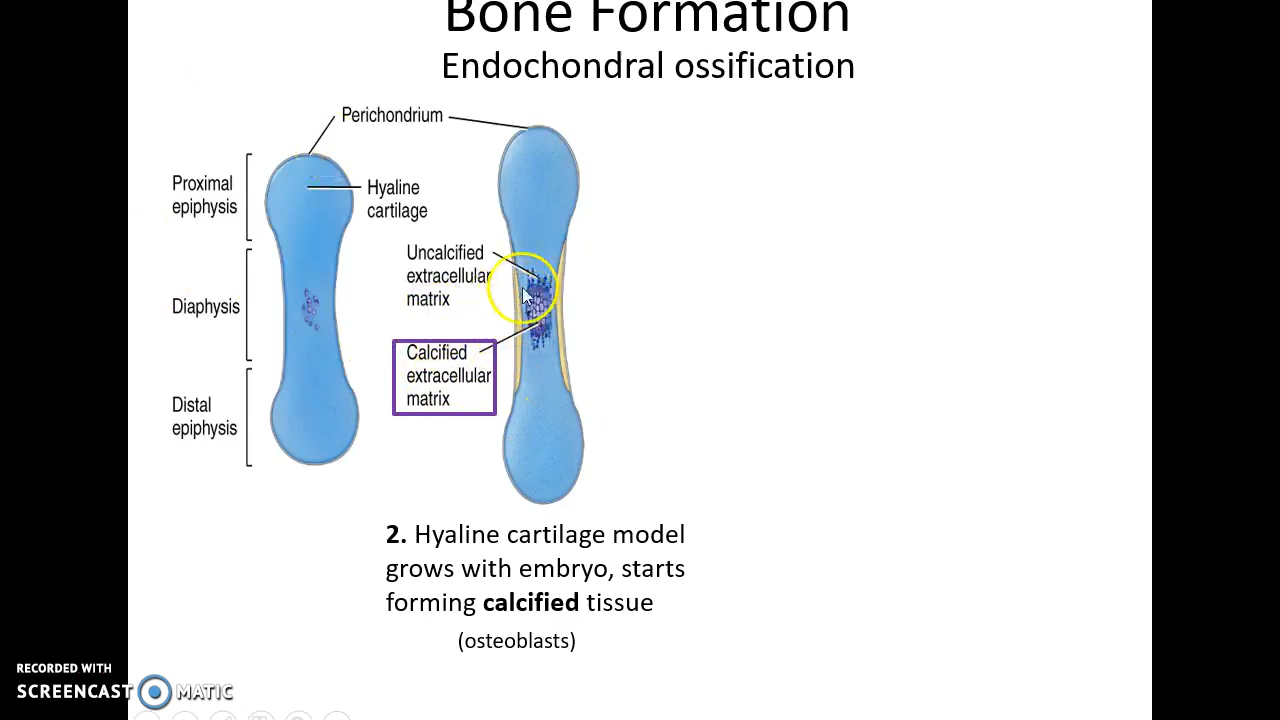 Bone Formation
Endochondral ossification
Perichondrium
Proximal
epiphysis
Hyaline
cartilage
Diaphysis
Distal
epiphysis
Uncalcified
extracellular
matrix
Calcified
extracellular
matrix
2. Hyaline cartilage model
grows with embryo, starts
forming calcified tissue
(osteoblasts)
RECORDED WITH
SCREENCAST MATIC